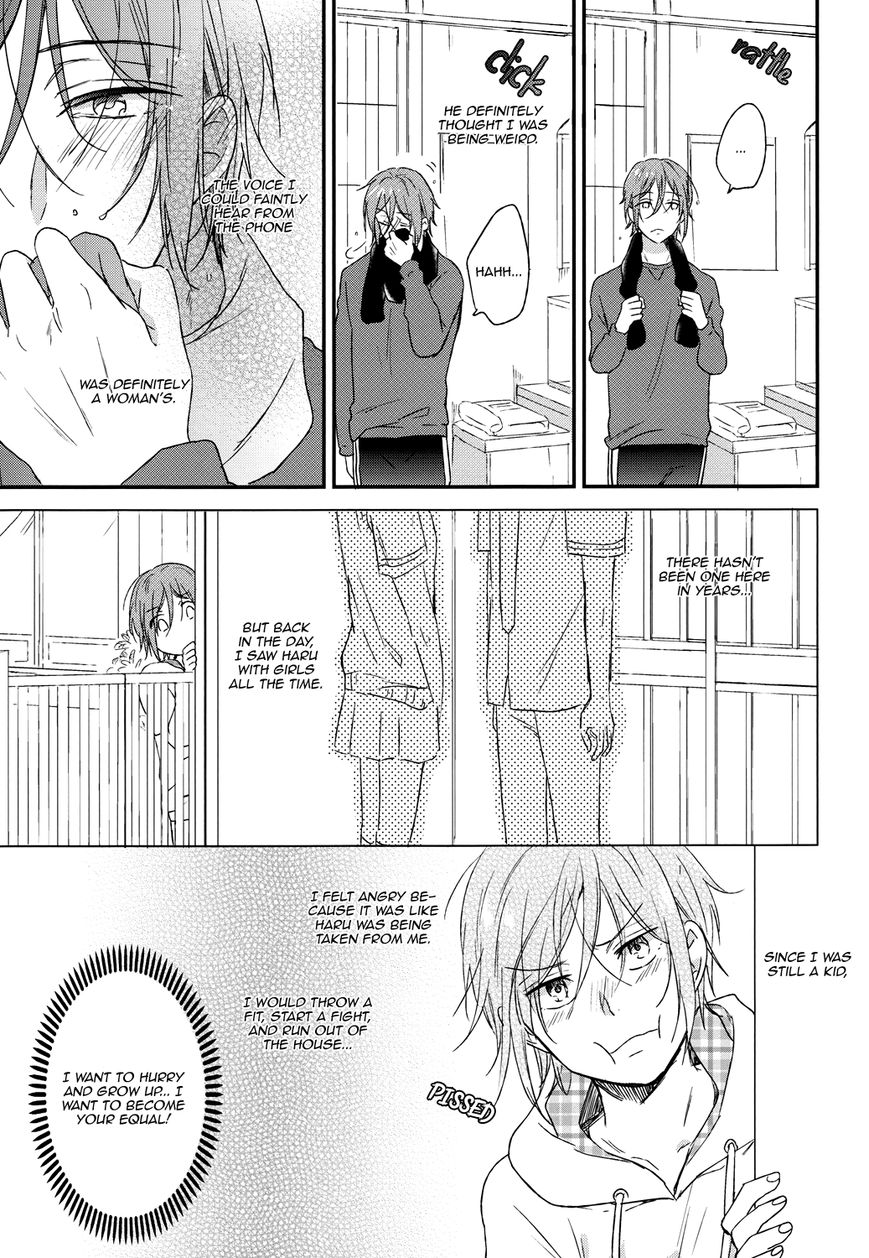 rattle
...
click
HE DEFINITELY
THOUGHT I WAS
BEING WEIRD.
HAHH...
THE VOICE I
COULD FAINTLY
HEAR FROM
THE PHONE
WAS DEFINITELY
A WOMAN'S.
THERE HASN'T
BEEN ONE HERE
IN YEARS...
BUT BACK
IN THE DAY,
I SAW HARU
WITH GIRLS
ALL THE TIME.
SINCE I WAS
STILL A KID,
I FELT ANGRY BE-
CAUSE IT WAS LIKE
HARU WAS BEING
TAKEN FROM ME.
I WOULD THROW A
FIT, START A FIGHT,
AND RUN OUT OF
THE HOUSE...
PISSED
I WANT TO HURRY
AND GROW UP... I
WANT TO BECOME
YOUR EQUAL!